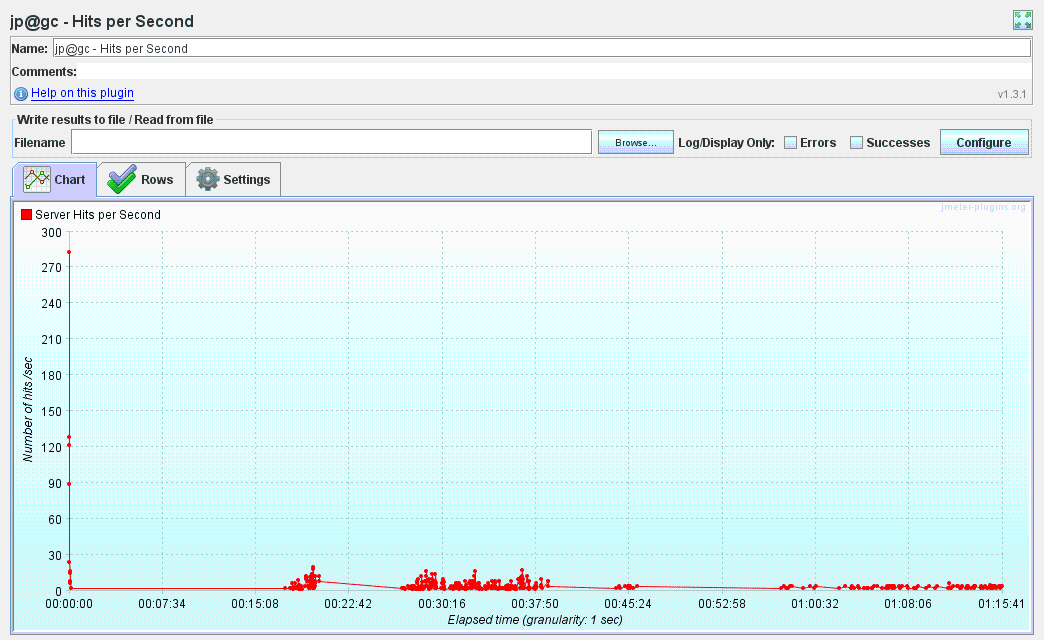 jp@gc - Hits per Second
Name: jp@gc - Hits per Second
Comments:
Help on this plugin
v1.3.1
Write results to file / Read from file
Filename Browse... Log/Display Only: Errors Successes Configure
Chart Rows Settings
jmeter-plugins.org
Server Hits per Second
300
270
240
210
180
150
120
90
60
30
0
Number of hits /sec
00:00:00 00:07:34 00:15:08 00:22:42 00:30:16 00:37:50 00:45:24 00:52:58 01:00:32 01:08:06 01:15:41
Elapsed time (granularity: 1 sec)